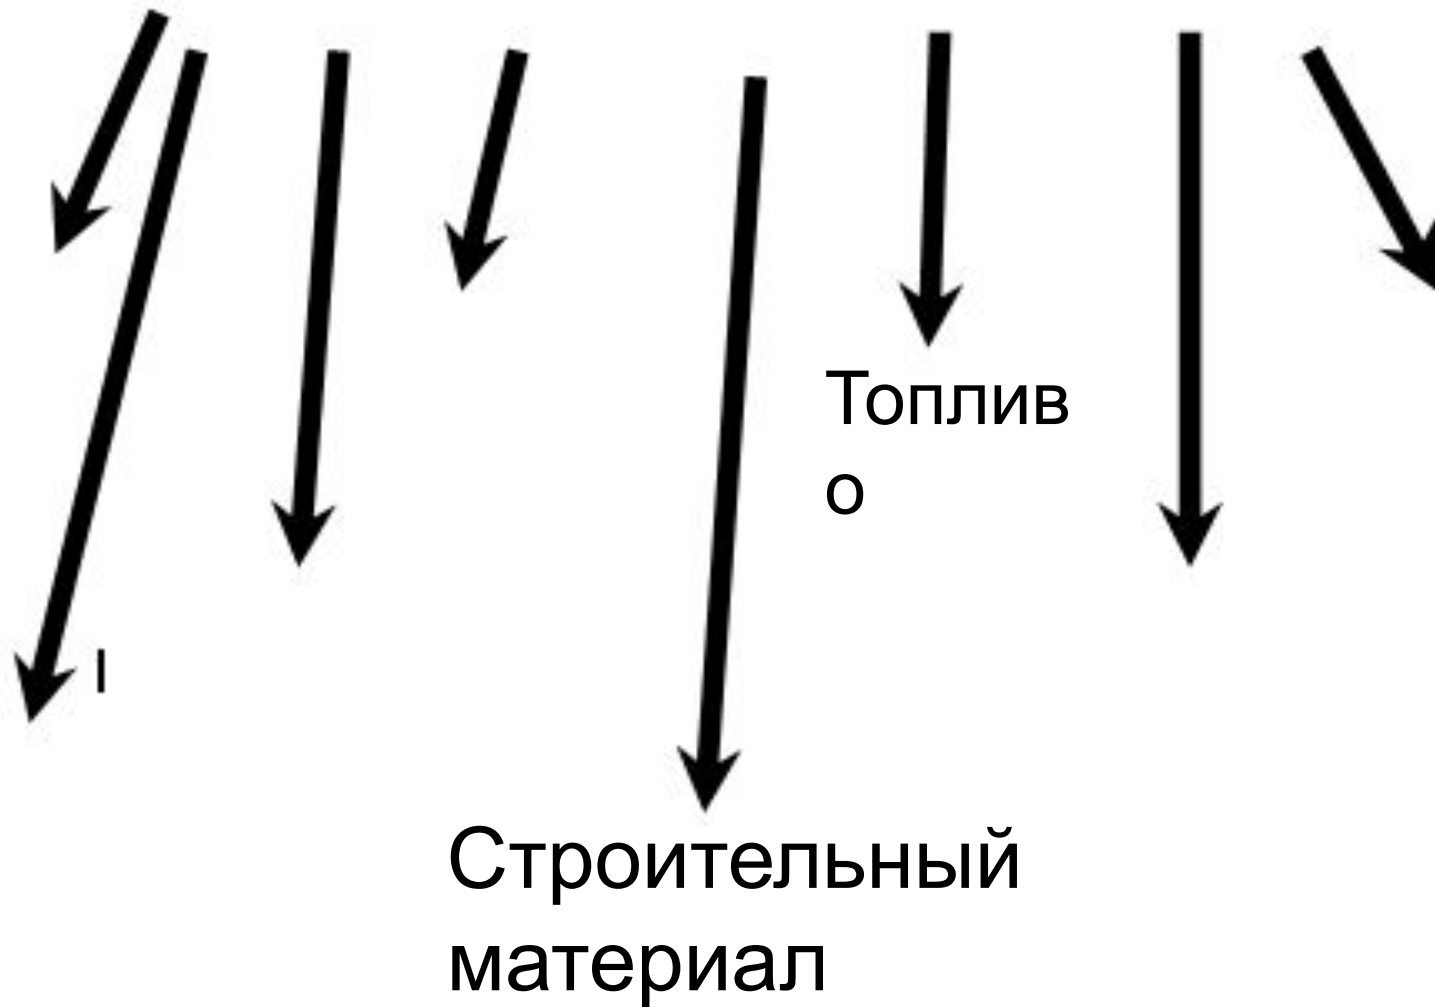 Топлив
о
Строительный
материал